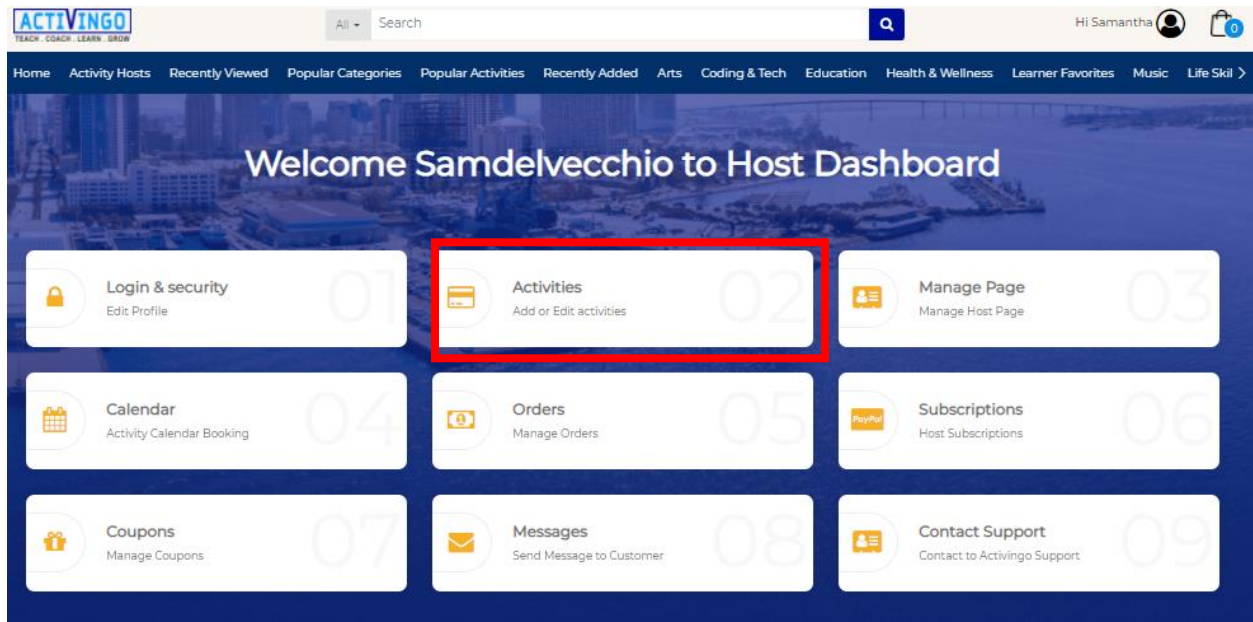 ACTIVINGO
TEACH . COACH . LEARN . GROW
All
Search
Hi Samantha
0
Home Activity Hosts Recently Viewed Popular Categories Popular Activities Recently Added Arts Coding & Tech Education Health & Wellness Learner Favorites Music Life Skil >
Welcome Samdelvecchio to Host Dashboard
01
Login & security
Edit Profile
02
Activities
Add or Edit activities
03
Manage Page
Manage Host Page
04
Calendar
Activity Calendar Booking
05
Orders
Manage Orders
06
PayPal
Subscriptions
Host Subscriptions
07
Coupons
Manage Coupons
08
Messages
Send Message to Customer
09
Contact Support
Contact to Activingo Support